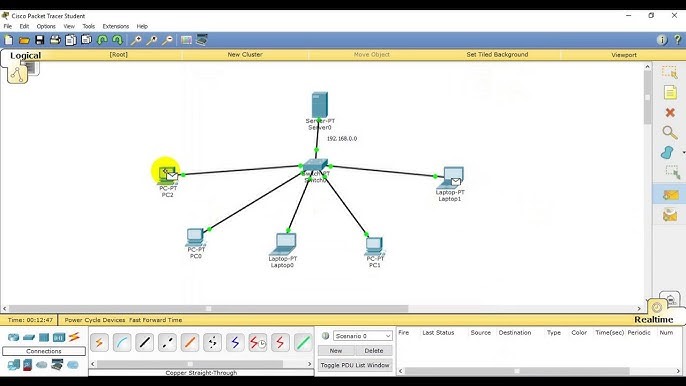 Cisco Packet Tracer Student
File Edit Options View Tools Extensions Help
Logical [Root] New Cluster Move Object Set Tiled Background Viewport
Server-PT
Server0
192.168.0.0
Switch-PT
Switch0
PC-PT
PC2
Laptop-PT
Laptop1
PC-PT
PC0
Laptop-PT
Laptop0
PC-PT
PC1
Time: 00:12:47 Power Cycle Devices Fast Forward Time Realtime
Scenario 0
Fire Last Status Source Destination Type Color Time(sec) Periodic Num
New Delete
Connections
Toggle PDU List Window
Copper Straight-Through